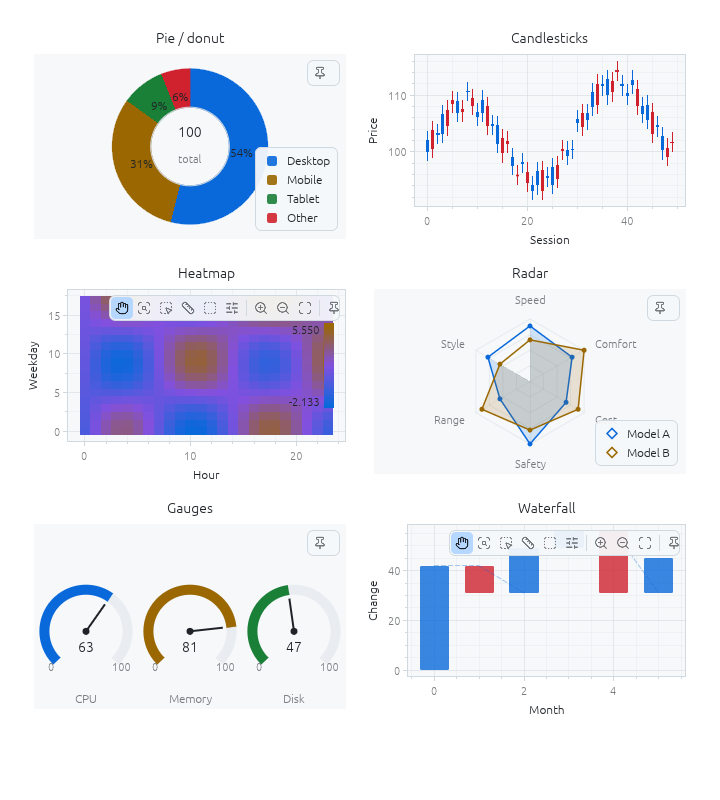 Pie / donut
6%
9%
100
total
54%
31%
Desktop
Mobile
Tablet
Other
Candlesticks
Price
110
100
0
20
40
Session
Heatmap
Weekday
15
10
5
0
5.550
-2.133
0
10
20
Hour
Radar
Speed
Style
Comfort
Range
Cost
Safety
Model A
Model B
Gauges
63
0
100
CPU
81
0
100
Memory
47
0
100
Disk
Waterfall
Change
40
20
0
0
2
4
Month